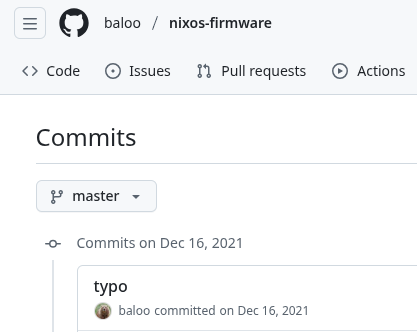 baloo / nixos-firmware
Code Issues Pull requests Actions
Commits
master
Commits on Dec 16, 2021
typo
baloo committed on Dec 16, 2021